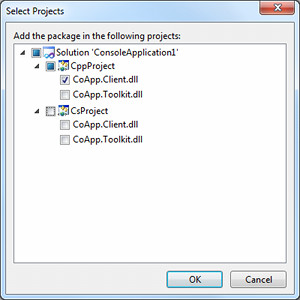 Select Projects
Add the package in the following projects:
Solution 'ConsoleApplication1'
CppProject
CoApp.Client.dll
CoApp.Toolkit.dll
CsProject
CoApp.Client.dll
CoApp.Toolkit.dll
OK Cancel